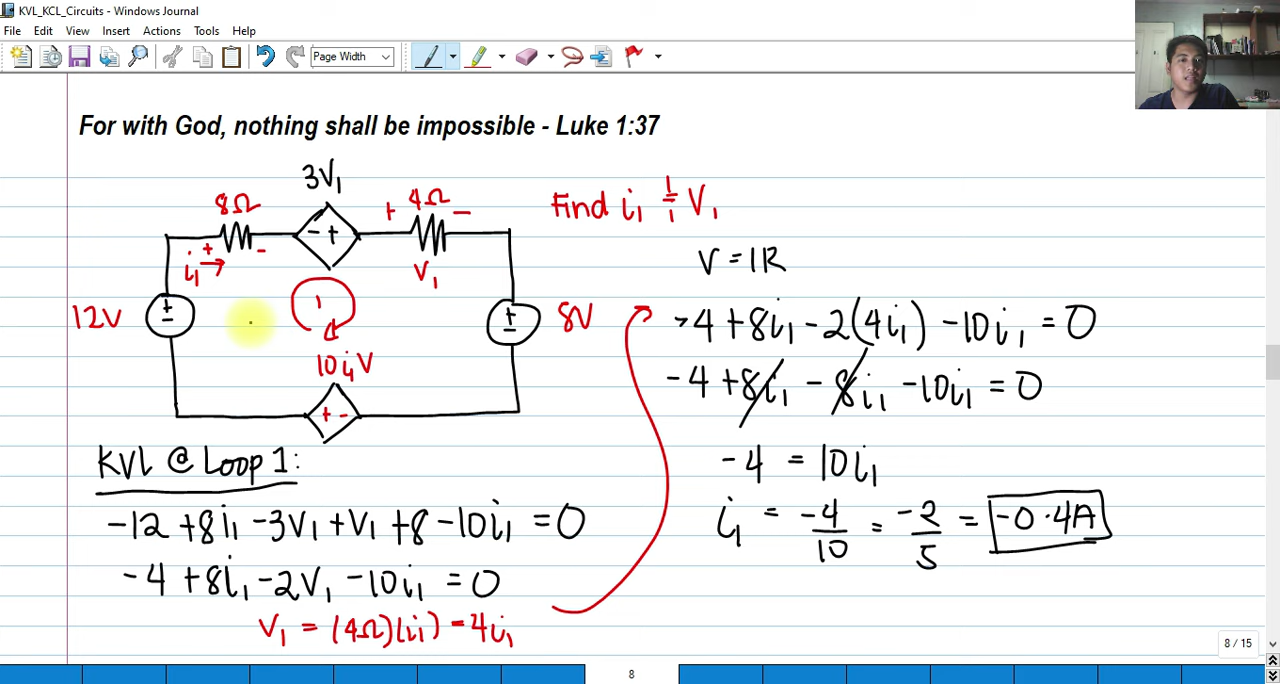 KVL_KCL_Circuits - Windows Journal
File Edit View Insert Actions Tools Help
Page Width
For with God, nothing shall be impossible - Luke 1:37
3V₁
8Ω
4Ω
+ -
- +
+ -
i₁
V₁
Find i₁ & V₁
V = IR
12V
+ -
1
+ -
8V
10i₁V
+ -
KVL @ Loop 1:
-12 +8i₁ -3V₁ +V₁ +8 -10i₁ = 0
-4 +8i₁ -2V₁ -10i₁ = 0
V₁ = (4Ω)(i₁) = 4i₁
-4 +8i₁ -2(4i₁) -10i₁ = 0
-4 +8i₁ -8i₁ -10i₁ = 0
-4 = 10i₁
i₁ = -4/10 = -2/5 = -0.4A
8 / 15
8